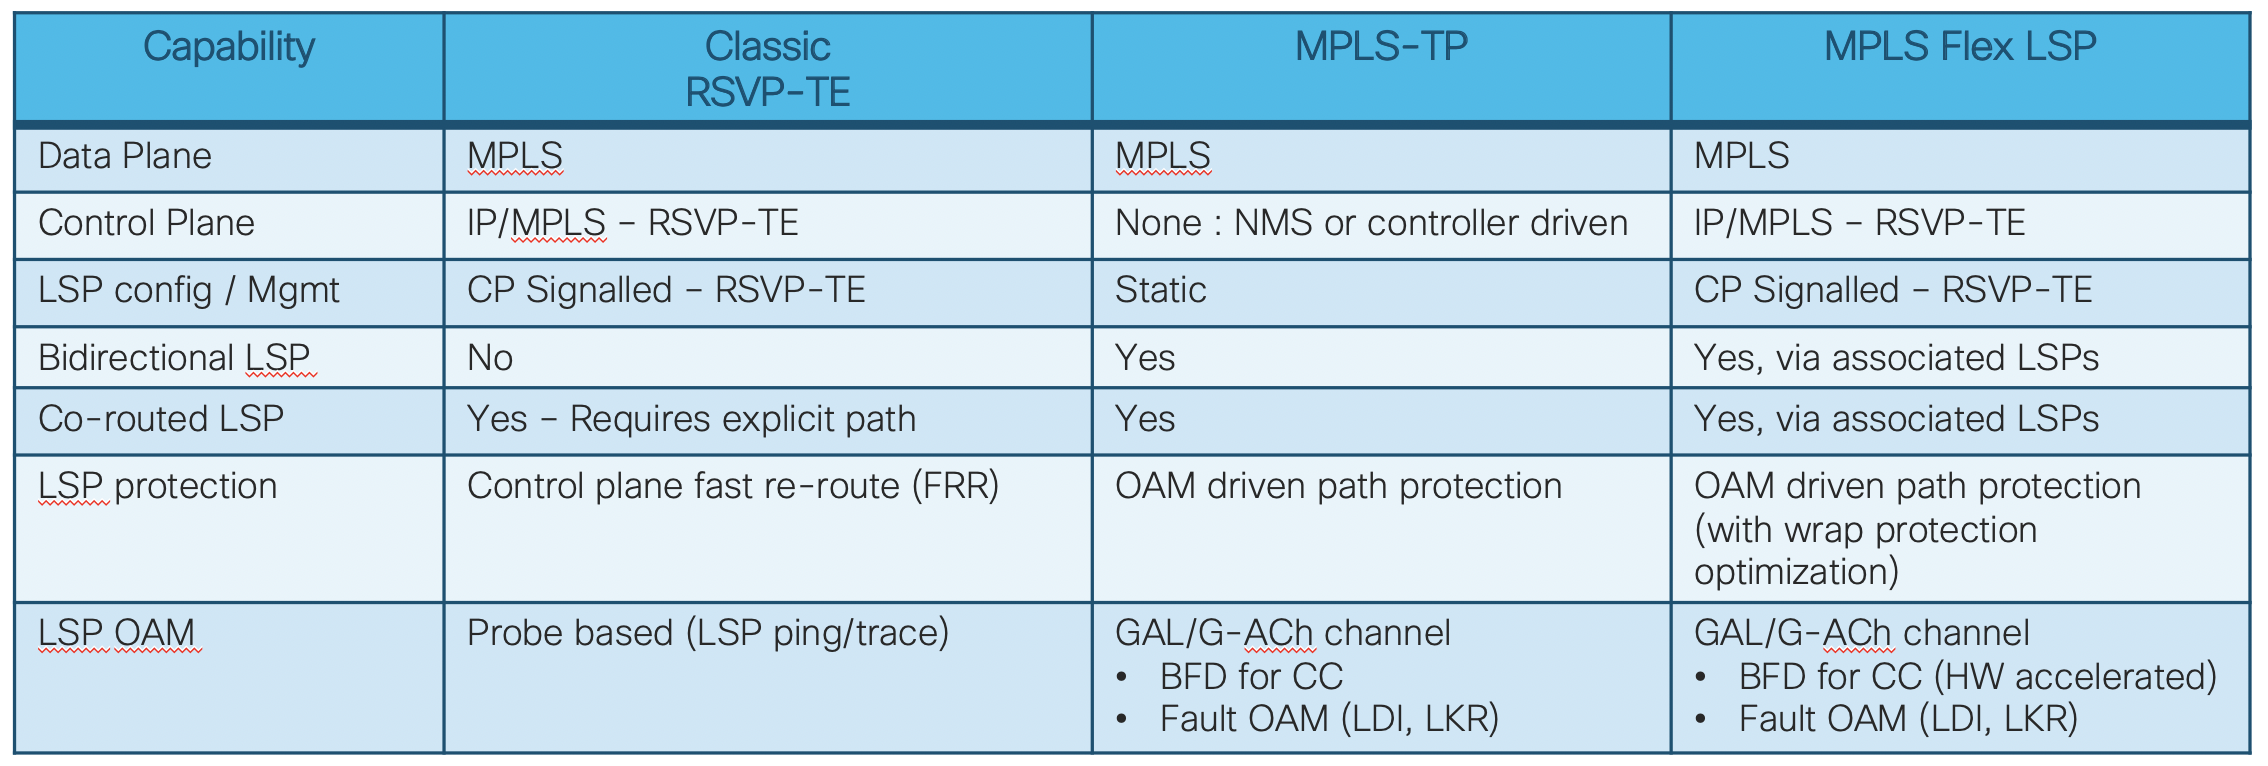 Capability
Classic
RSVP-TE
MPLS-TP
MPLS Flex LSP
Data Plane
MPLS
MPLS
MPLS
Control Plane
IP/MPLS – RSVP-TE
None : NMS or controller driven
IP/MPLS – RSVP-TE
LSP config / Mgmt
CP Signalled – RSVP-TE
Static
CP Signalled – RSVP-TE
Bidirectional LSP
No
Yes
Yes, via associated LSPs
Co-routed LSP
Yes – Requires explicit path
Yes
Yes, via associated LSPs
LSP protection
Control plane fast re-route (FRR)
OAM driven path protection
OAM driven path protection
(with wrap protection
optimization)
LSP OAM
Probe based (LSP ping/trace)
GAL/G-ACh channel
• BFD for CC
• Fault OAM (LDI, LKR)
GAL/G-ACh channel
• BFD for CC (HW accelerated)
• Fault OAM (LDI, LKR)